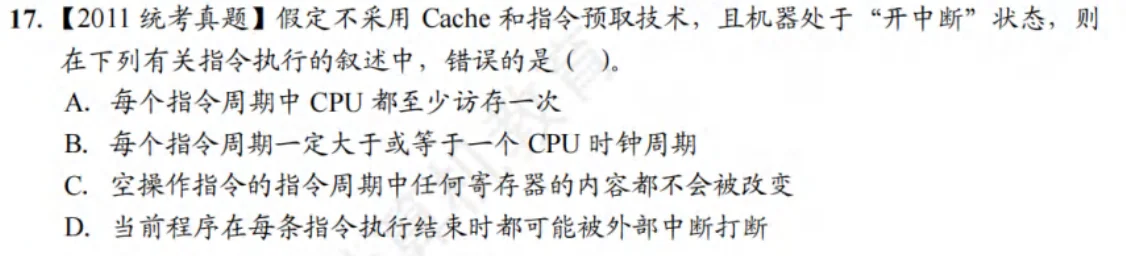 17. 【2011 统考真题】假定不采用 Cache 和指令预取技术，且机器处于“开中断”状态，则
在下列有关指令执行的叙述中，错误的是（ ）。
A. 每个指令周期中 CPU 都至少访存一次
B. 每个指令周期一定大于或等于一个 CPU 时钟周期
C. 空操作指令的指令周期中任何寄存器的内容都不会被改变
D. 当前程序在每条指令执行结束时都可能被外部中断打断